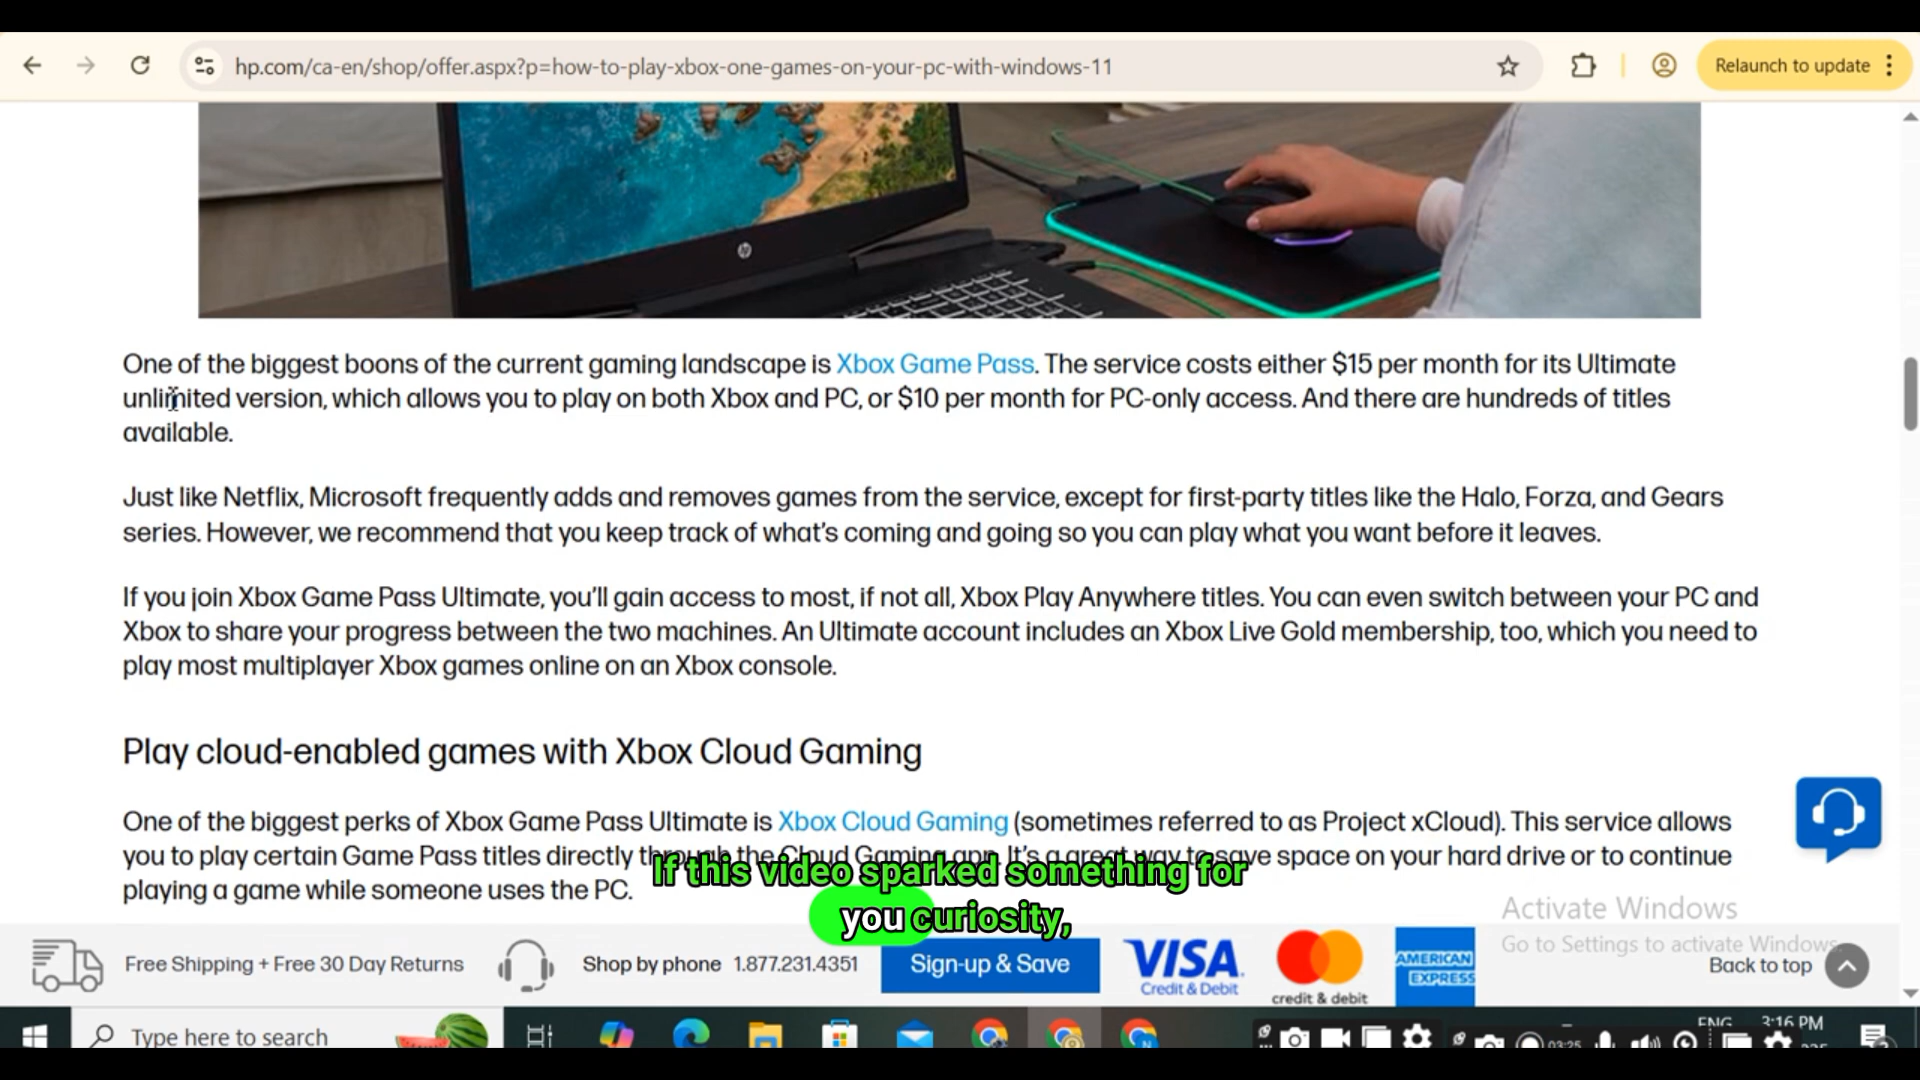 hp.com/ca-en/shop/offer.aspx?p=how-to-play-xbox-one-games-on-your-pc-with-windows-11
Relaunch to update
One of the biggest boons of the current gaming landscape is Xbox Game Pass. The service costs either $15 per month for its Ultimate
unlimited version, which allows you to play on both Xbox and PC, or $10 per month for PC-only access. And there are hundreds of titles
available.
Just like Netflix, Microsoft frequently adds and removes games from the service, except for first-party titles like the Halo, Forza, and Gears
series. However, we recommend that you keep track of what's coming and going so you can play what you want before it leaves.
If you join Xbox Game Pass Ultimate, you'll gain access to most, if not all, Xbox Play Anywhere titles. You can even switch between your PC and
Xbox to share your progress between the two machines. An Ultimate account includes an Xbox Live Gold membership, too, which you need to
play most multiplayer Xbox games online on an Xbox console.
Play cloud-enabled games with Xbox Cloud Gaming
One of the biggest perks of Xbox Game Pass Ultimate is Xbox Cloud Gaming (sometimes referred to as Project xCloud). This service allows
you to play certain Game Pass titles directly through the Cloud Gaming app. It's a great way to save space on your hard drive or to continue
playing a game while someone uses the PC.
If this video sparked something for
you curiosity,
Activate Windows
Go to Settings to activate Windows.
Free Shipping + Free 30 Day Returns
Shop by phone 1.877.231.4351
Sign-up & Save
VISA
Credit & Debit
credit & debit
AMERICAN
EXPRESS
Back to top
Type here to search
03:25
ENG
3:16 PM